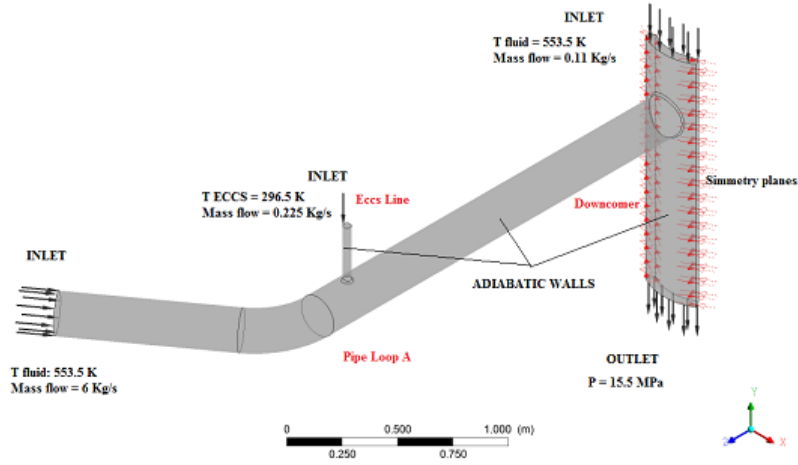 INLET
T fluid = 553.5 K
Mass flow = 0.11 Kg/s
INLET
T ECCS = 296.5 K
Mass flow = 0.225 Kg/s
Eccs Line
Simmetry planes
Downcomer
INLET
ADIABATIC WALLS
Pipe Loop A
T fluid: 553.5 K
Mass flow = 6 Kg/s
OUTLET
P = 15.5 MPa
0 0.500 1.000 (m)
0.250 0.750
Y
Z X